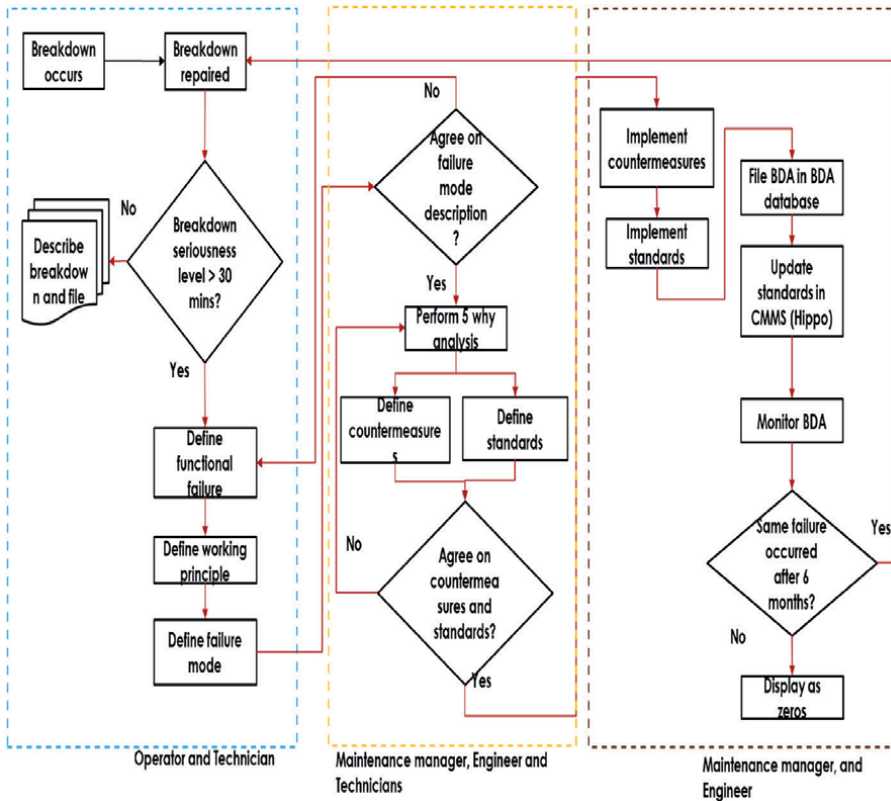 Breakdown
occurs
Breakdown
repaired
No
Breakdown
seriousness
level > 30
mins?
Describe
breakdow
n and file
Yes
Define
functional
failure
Define working
principle
Define failure
mode
Operator and Technician
No
Agree on
failure
mode
description
?
Yes
Perform 5 why
analysis
Define
countermeasure
s
Define
standards
No
Agree on
countermea
sures and
standards?
Yes
Maintenance manager, Engineer and
Technicians
Implement
countermeasures
Implement
standards
File BDA in BDA
database
Update
standards in
CMMS (Hippo)
Monitor BDA
Same failure
occurred
after 6
months?
Yes
No
Display as
zeros
Maintenance manager, and
Engineer